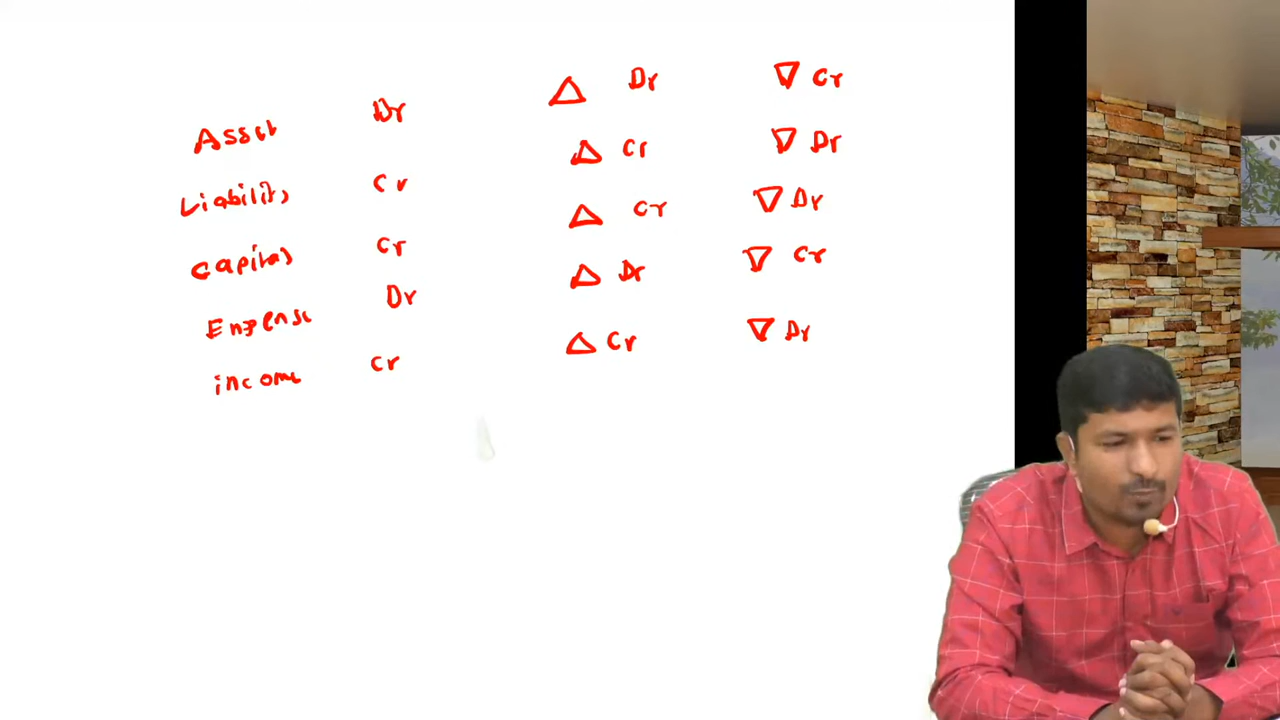 Asset Dr △ Dr ▽ Cr
Liability Cr △ Cr ▽ Dr
Capital Cr △ Cr ▽ Dr
Expense Dr △ Dr ▽ Cr
income Cr △ Cr ▽ Dr